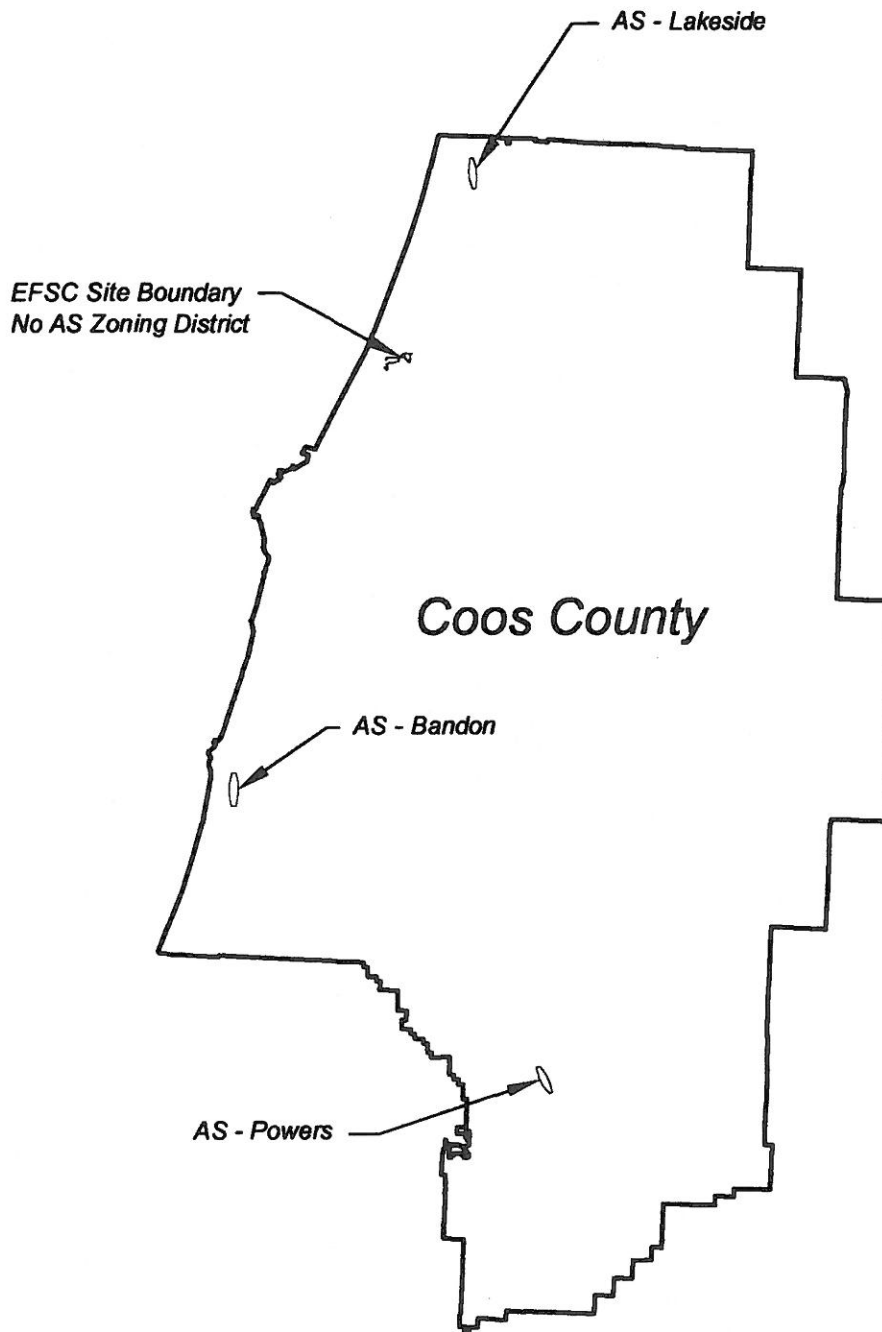 AS - Lakeside
EFSC Site Boundary
No AS Zoning District
Coos County
AS - Bandon
AS - Powers